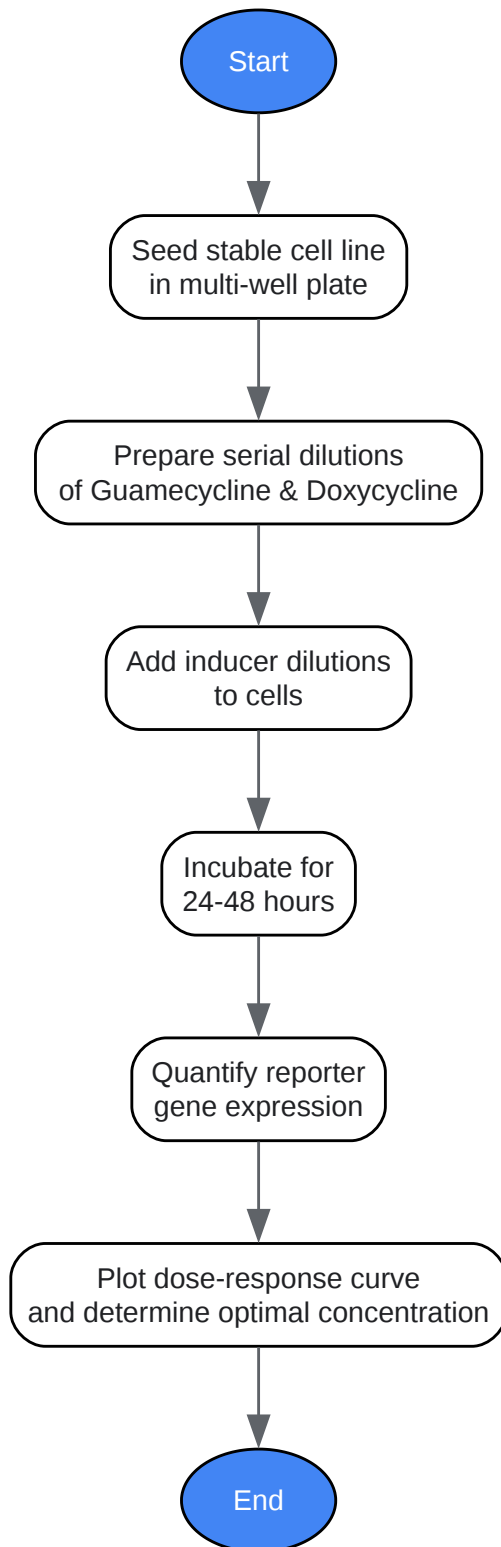 Start
Seed stable cell line
in multi-well plate
Prepare serial dilutions
of Guamecycline & Doxycycline
Add inducer dilutions
to cells
Incubate for
24-48 hours
Quantify reporter
gene expression
Plot dose-response curve
and determine optimal concentration
End